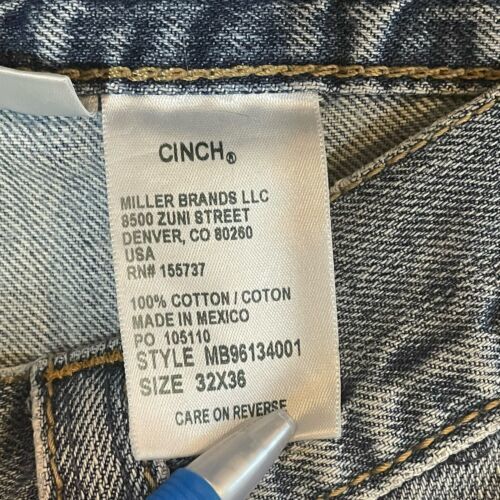 CINCH®
MILLER BRANDS LLC
8500 ZUNI STREET
DENVER, CO 80260
USA
RN# 155737
100% COTTON / COTON
MADE IN MEXICO
PO 105110
STYLE MB96134001
SIZE 32X36
CARE ON REVERSE